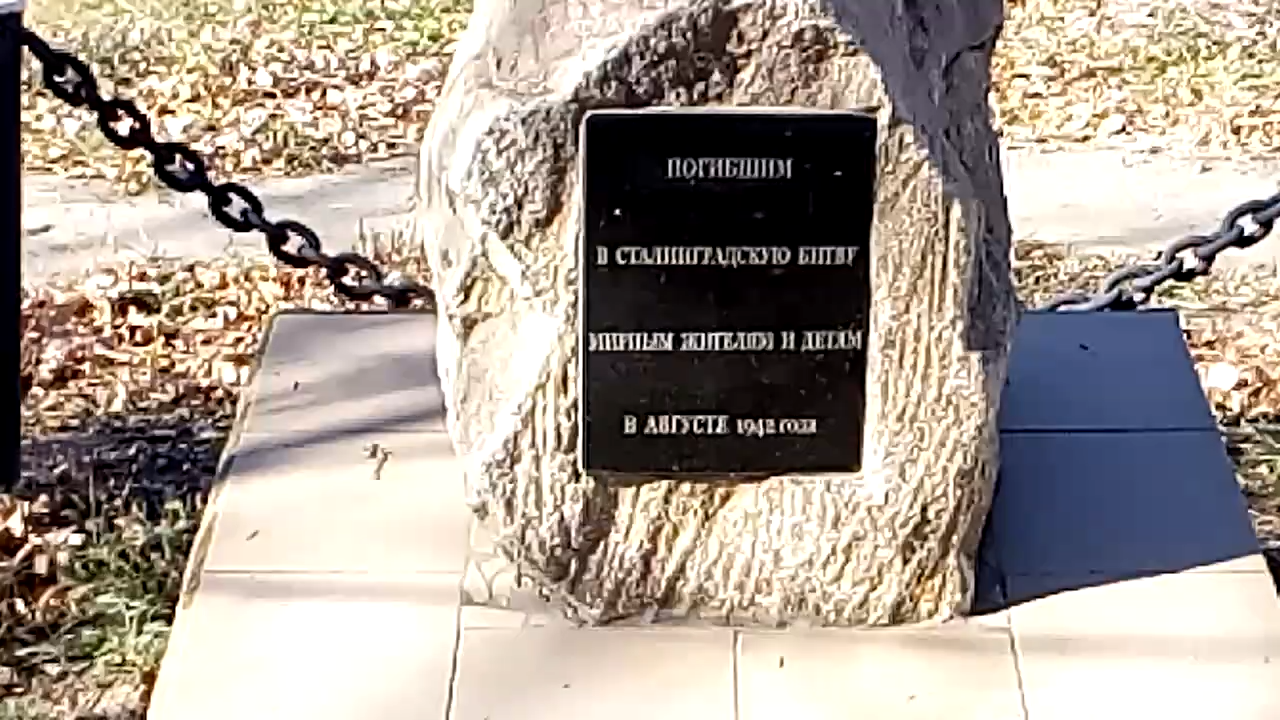 ПОГИБШИМ
В СТАЛИНГРАДСКУЮ БИТВУ
МИРНЫМ ЖИТЕЛЯМ И ДЕТЯМ
В АВГУСТЕ 1942 года